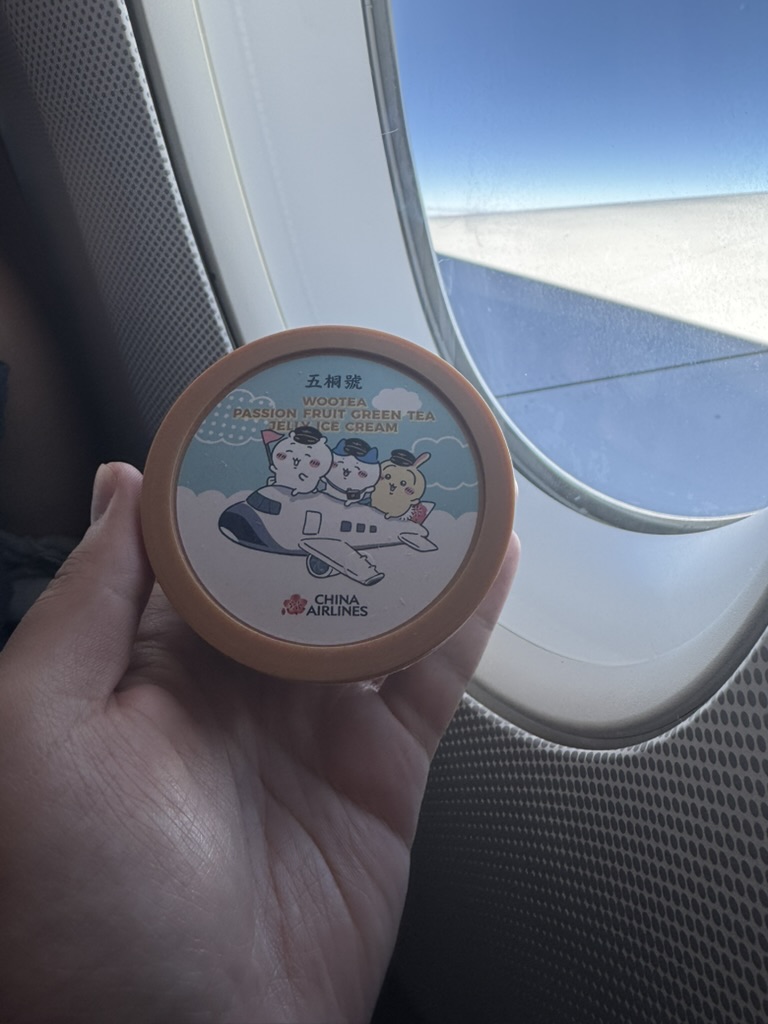 五桐號
WOOTEA
PASSION FRUIT GREEN TEA
JELLY ICE CREAM
CHINA
AIRLINES